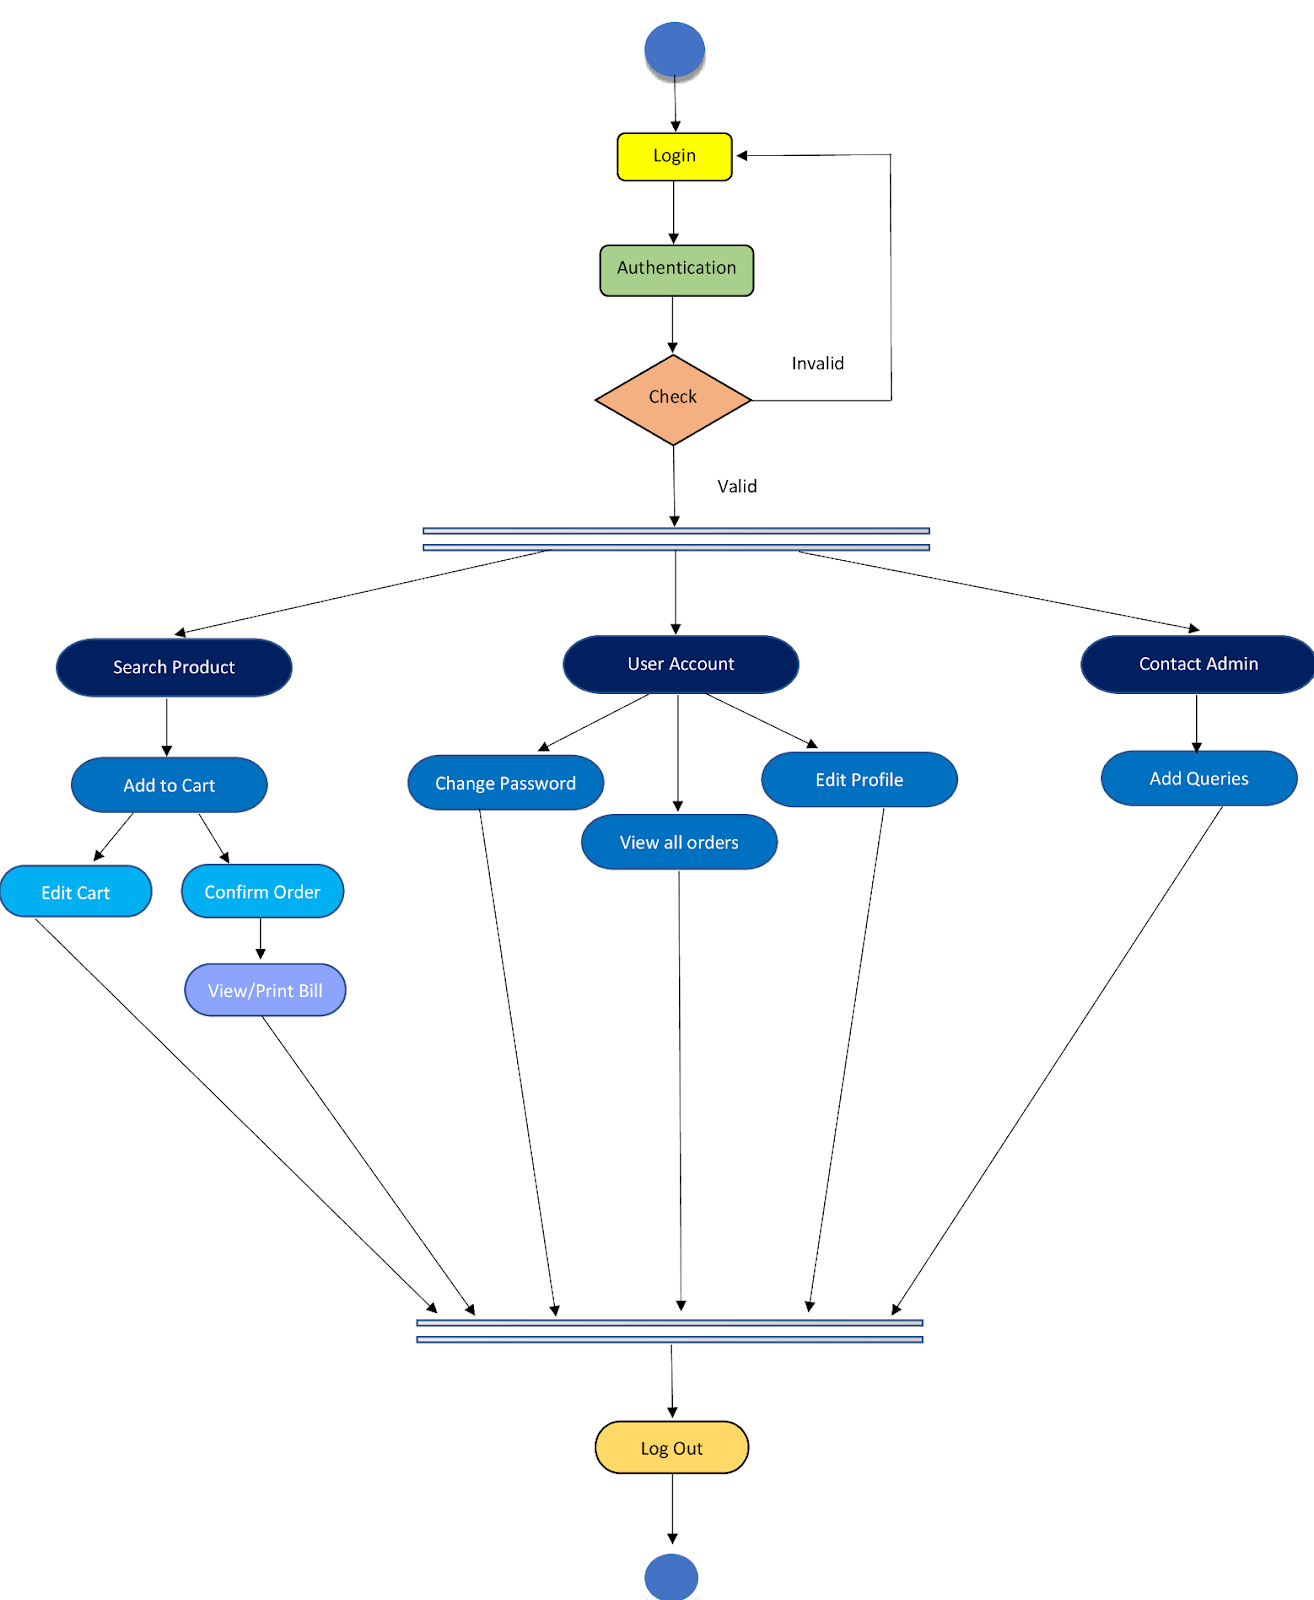 Login
Authentication
Invalid
Check
Valid
Search Product
User Account
Contact Admin
Add to Cart
Change Password
Edit Profile
Add Queries
View all orders
Edit Cart
Confirm Order
View/Print Bill
Log Out